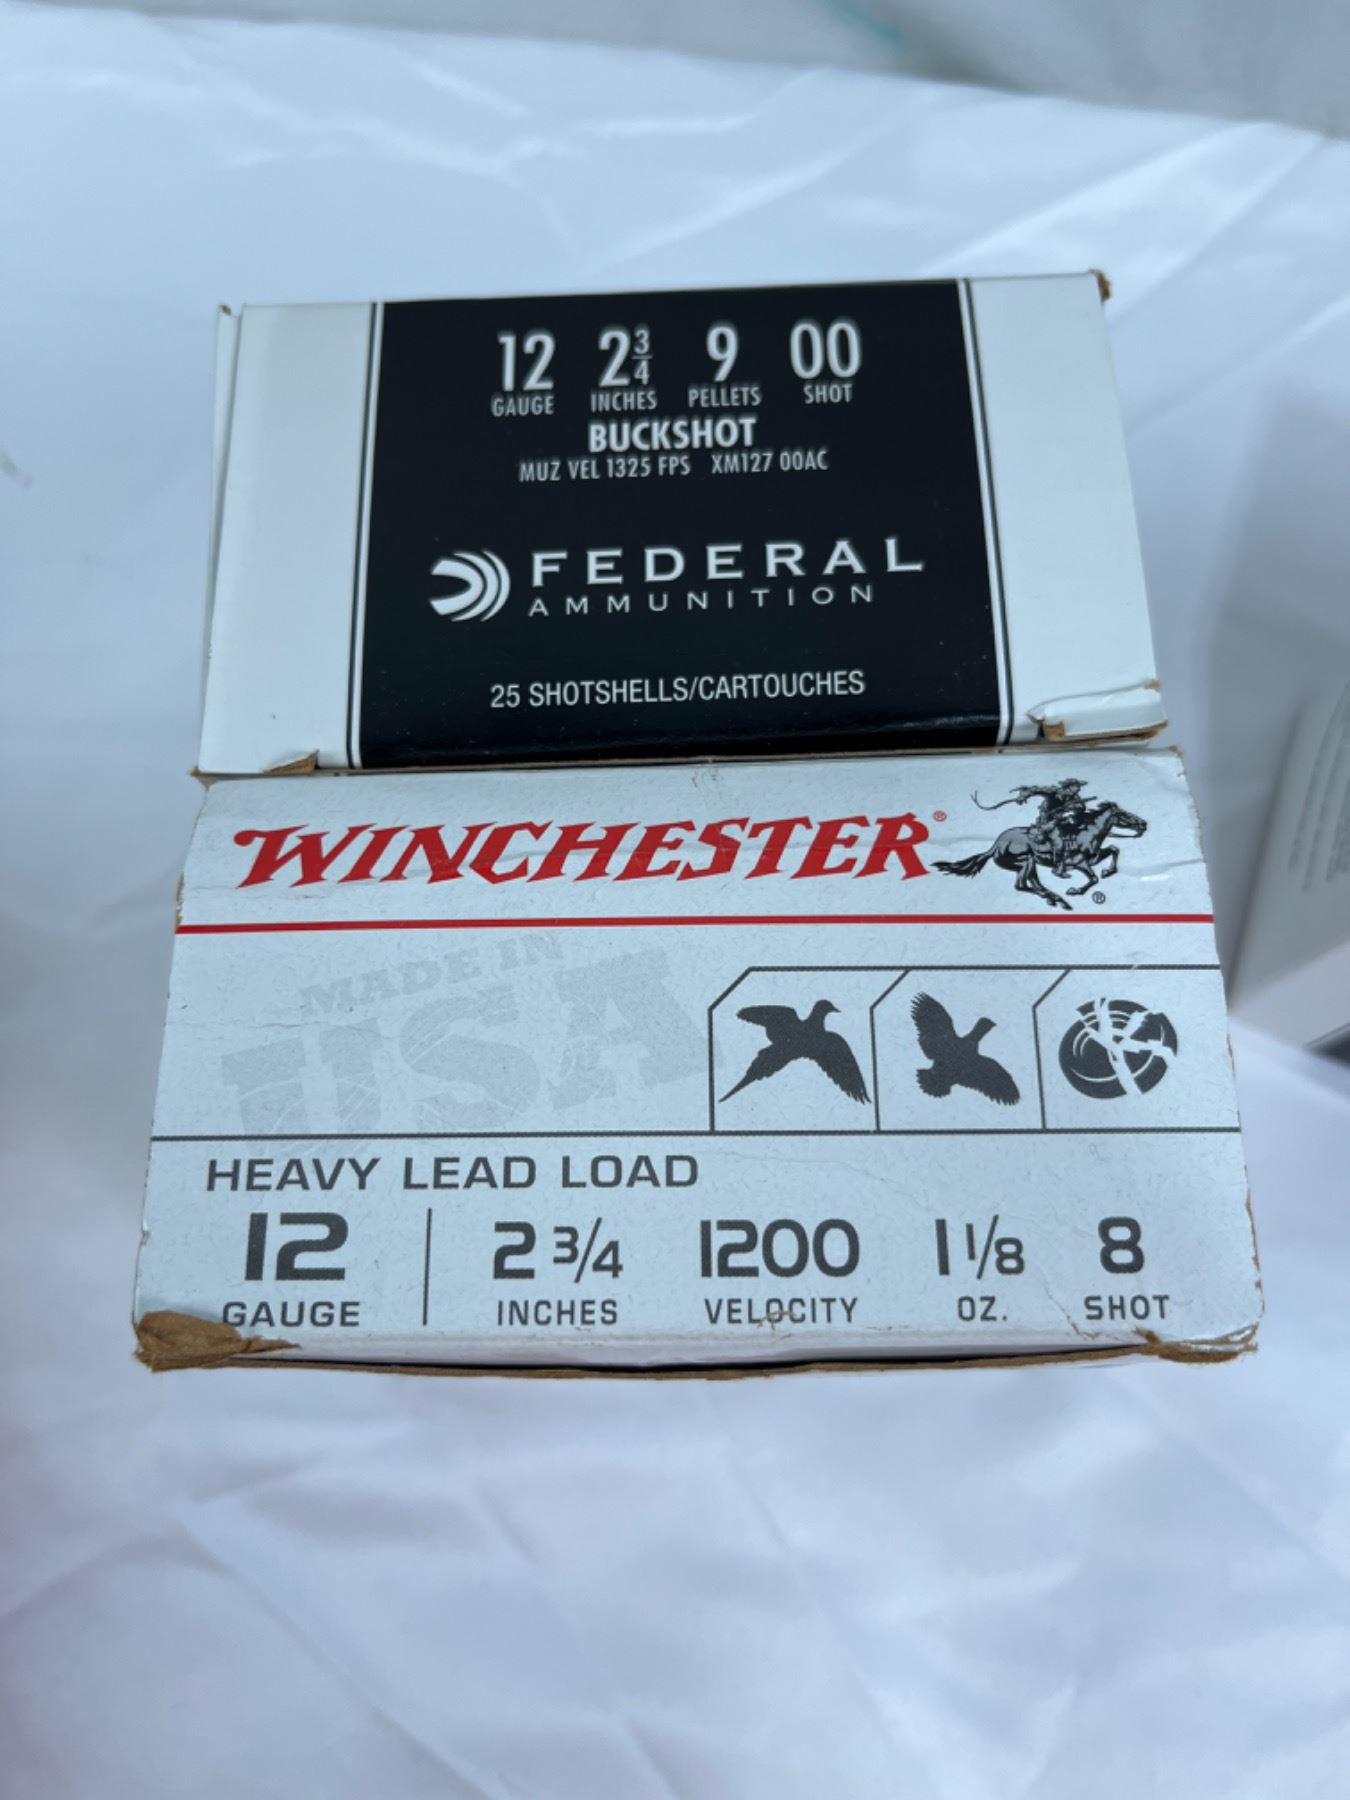 12 2 3/4 9 00
GAUGE INCHES PELLETS SHOT
BUCKSHOT
MUZ VEL 1325 FPS XM127 00AC
FEDERAL
AMMUNITION
25 SHOTSHELLS/CARTOUCHES
WINCHESTER®
®
MADE IN
USA
HEAVY LEAD LOAD
12 2 3/4 1200 1 1/8 8
GAUGE INCHES VELOCITY OZ. SHOT